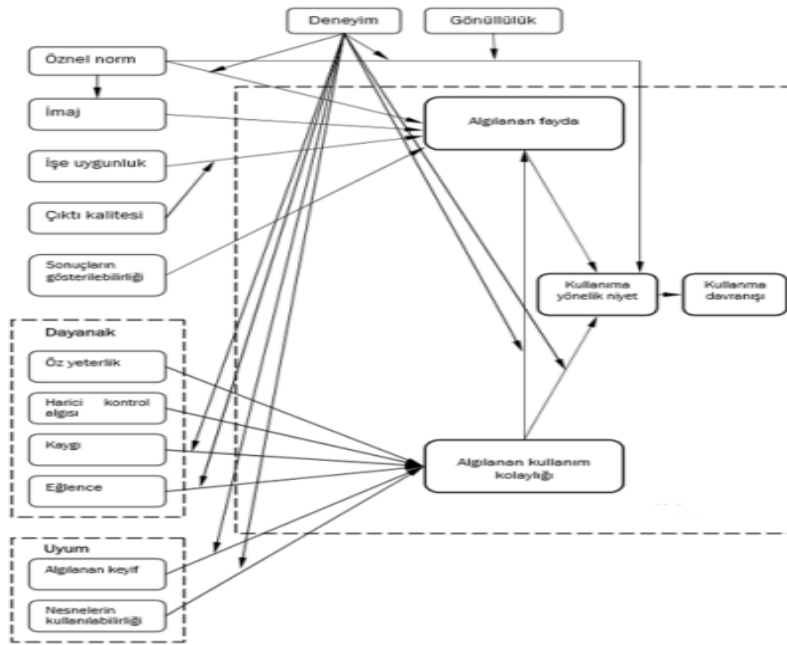 Deneyim
Gönüllülük
Öznel norm
İmaj
Algılanan fayda
İşe uygunluk
Çıktı kalitesi
Sonuçların
gösterilebilirliği
Kullanıma
yönelik niyet
Kullanma
davranışı
Dayanak
Öz yeterlik
Harici kontrol
algısı
Kaygı
Algılanan kullanım
kolaylığı
Eğlence
Uyum
Algılanan keyif
Nesnelerin
kullanılabilirliği